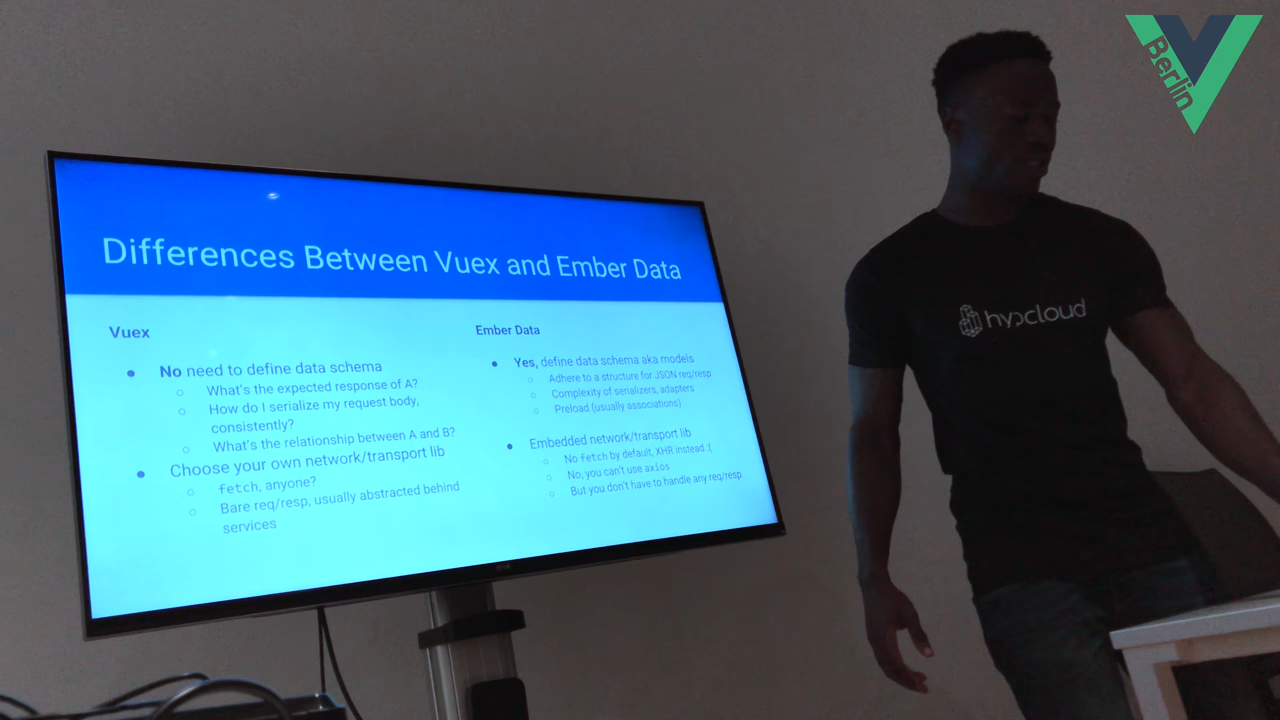 Differences Between Vuex and Ember Data
Vuex
No need to define data schema
What's the expected response of A?
How do I serialize my request body,
consistently?
What's the relationship between A and B?
Choose your own network/transport lib
fetch, anyone?
Bare req/resp, usually abstracted behind
services
Ember Data
Yes, define data schema aka models
Adhere to a structure for JSON req/resp
Complexity of serializers, adapters
Preload (usually associations)
Embedded network/transport lib
No fetch by default, XHR instead :(
No, you can't use axios
But you don't have to handle any req/resp
hypcloud
Berlin
LG